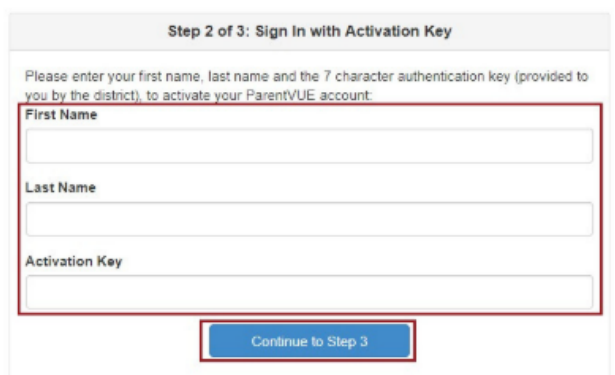 Step 2 of 3: Sign In with Activation Key
Please enter your first name, last name and the 7 character authentication key (provided to
you by the district), to activate your ParentVUE account:
First Name
Last Name
Activation Key
Continue to Step 3